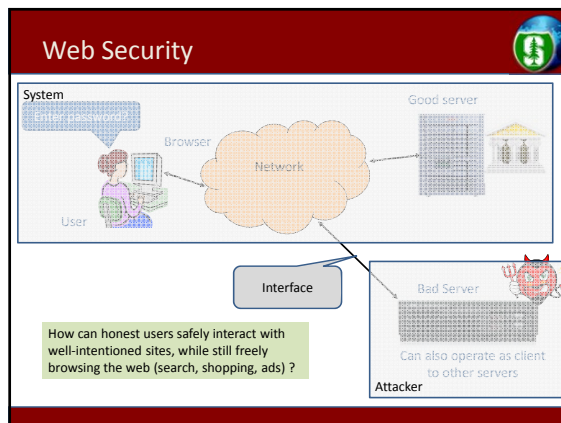 Web Security
System
Enter password?
Good server
Browser
Network
User
Interface
Bad Server
How can honest users safely interact with
well-intentioned sites, while still freely
browsing the web (search, shopping, ads) ?
Can also operate as client
to other servers
Attacker